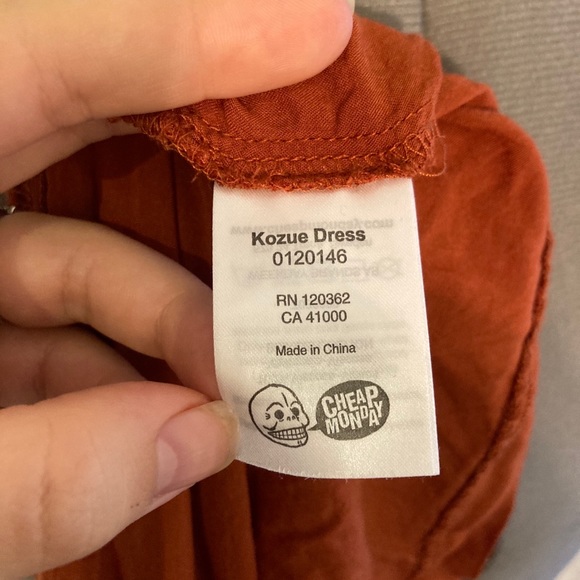 Kozue Dress
0120146
RN 120362
CA 41000
Made in China
CHEAP
MONDAY